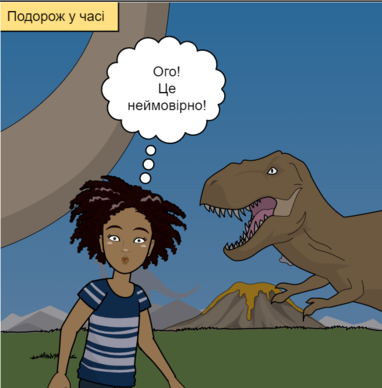 Подорож у часі
Ого!
Це
неймовірно!